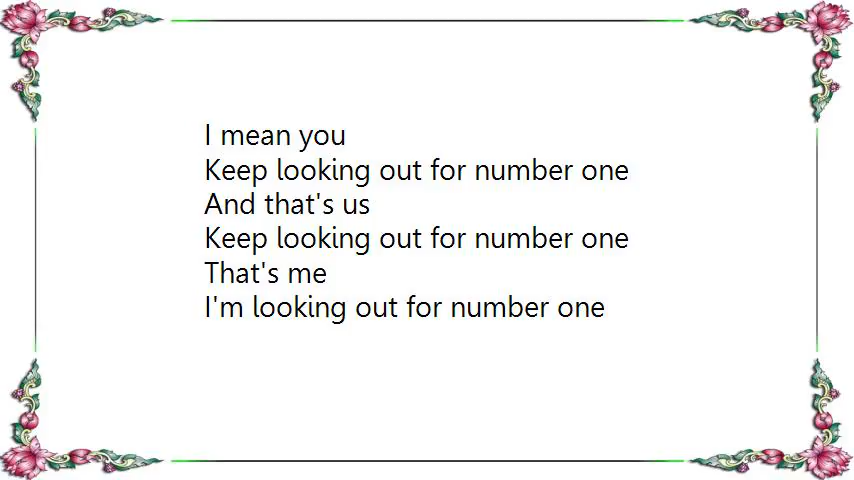 I mean you
Keep looking out for number one
And that's us
Keep looking out for number one
That's me
I'm looking out for number one